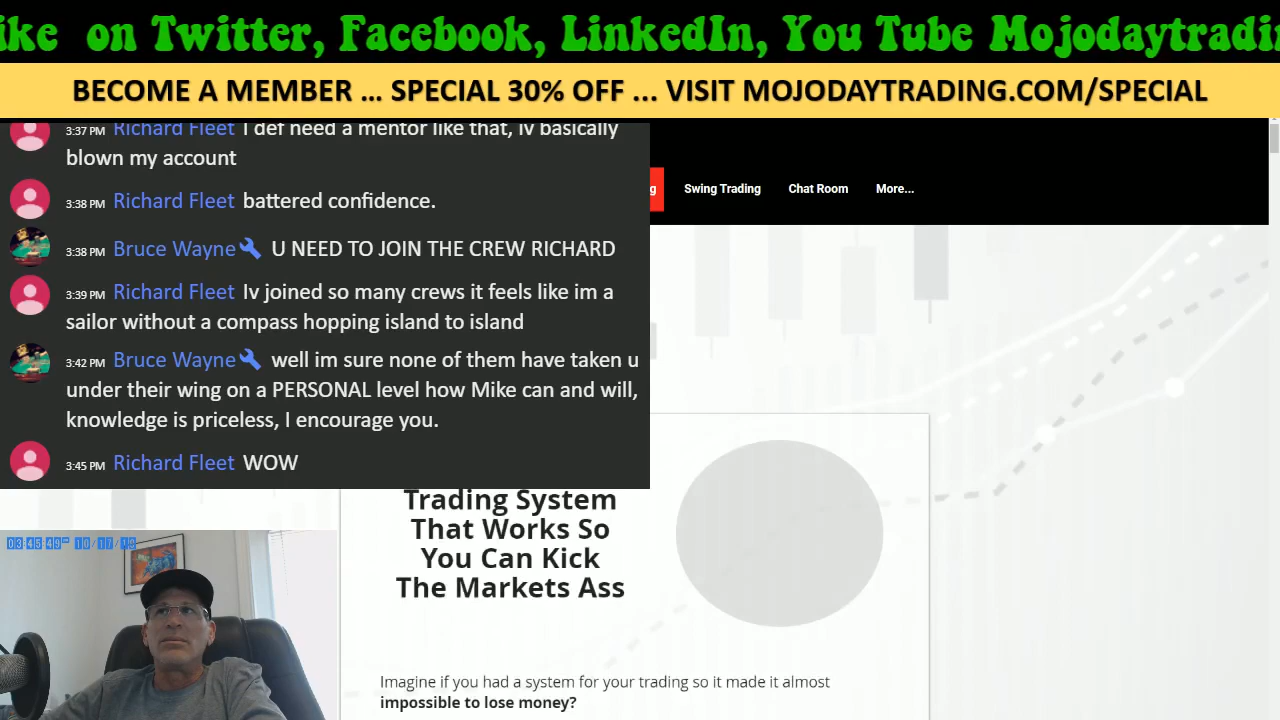 ike on Twitter, Facebook, LinkedIn, You Tube Mojodaytradi
BECOME A MEMBER ... SPECIAL 30% OFF ... VISIT MOJODAYTRADING.COM/SPECIAL
3:37 PM Richard Fleet I def need a mentor like that, iv basically
blown my account
3:38 PM Richard Fleet battered confidence.
3:38 PM Bruce Wayne U NEED TO JOIN THE CREW RICHARD
3:39 PM Richard Fleet Iv joined so many crews it feels like im a
sailor without a compass hopping island to island
3:42 PM Bruce Wayne well im sure none of them have taken u
under their wing on a PERSONAL level how Mike can and will,
knowledge is priceless, I encourage you.
3:45 PM Richard Fleet WOW
g Swing Trading Chat Room More...
Trading System
That Works So
You Can Kick
The Markets Ass
Imagine if you had a system for your trading so it made it almost
impossible to lose money?
03:45:49 PM 10/17/19